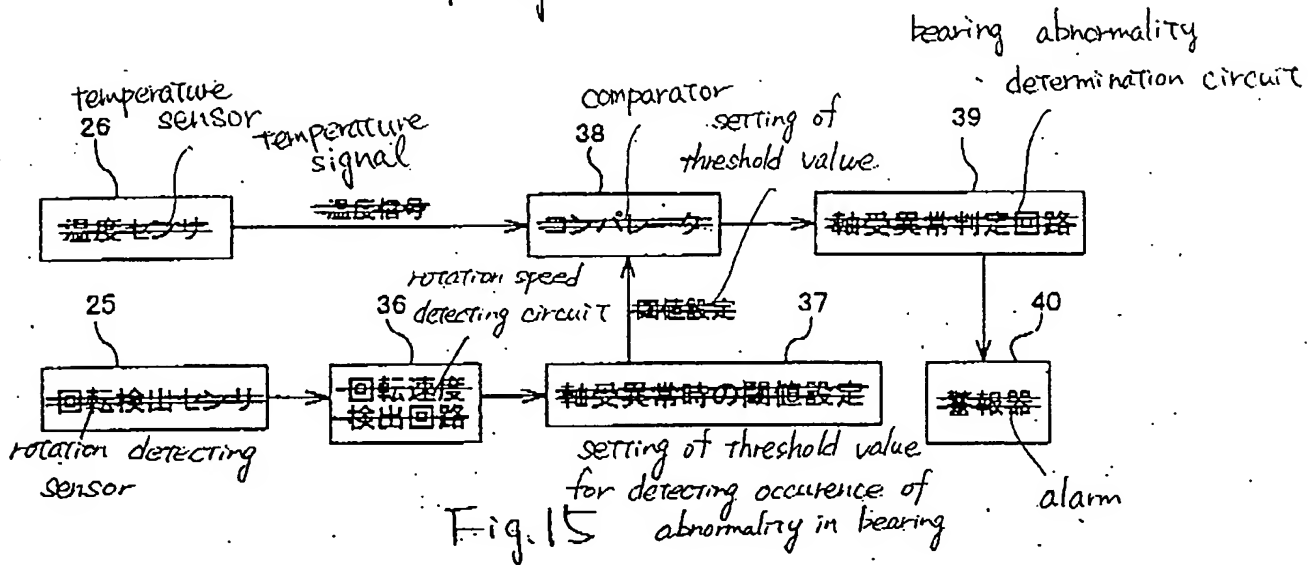 bearing abnormality
determination circuit
temperature
sensor
26
temperature
signal
comparator
38
setting of
threshold value
39
温度センサ
温度信号
コンパレータ
軸受異常判定回路
25
36
rotation speed
detecting circuit
閾値設定
37
40
回転検出センサ
回転速度
検出回路
軸受異常時の閾値設定
警報器
rotation detecting
sensor
setting of threshold value
for detecting occurence of
abnormality in bearing
alarm
Fig.15